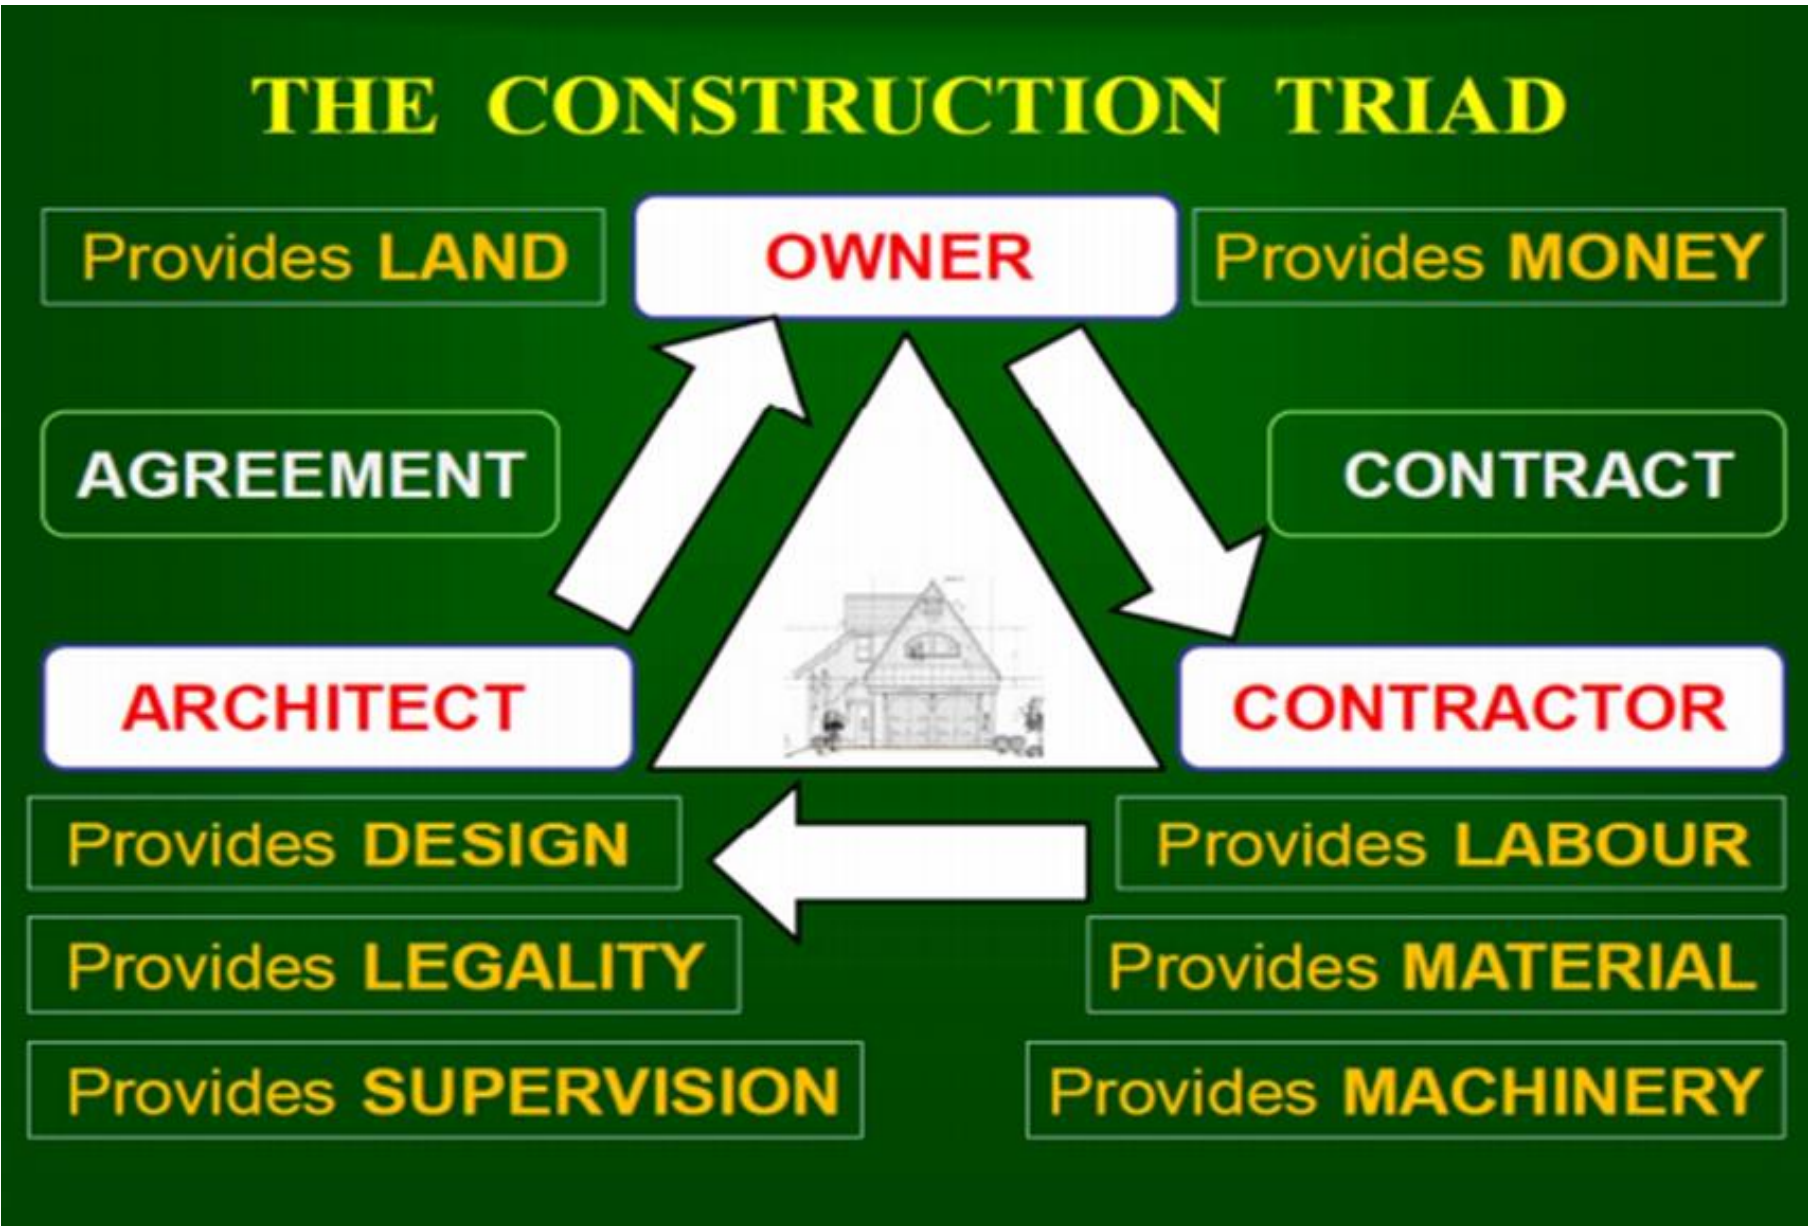 THE CONSTRUCTION TRIAD
Provides LAND
OWNER
Provides MONEY
AGREEMENT
CONTRACT
ARCHITECT
CONTRACTOR
Provides DESIGN
Provides LABOUR
Provides LEGALITY
Provides MATERIAL
Provides SUPERVISION
Provides MACHINERY